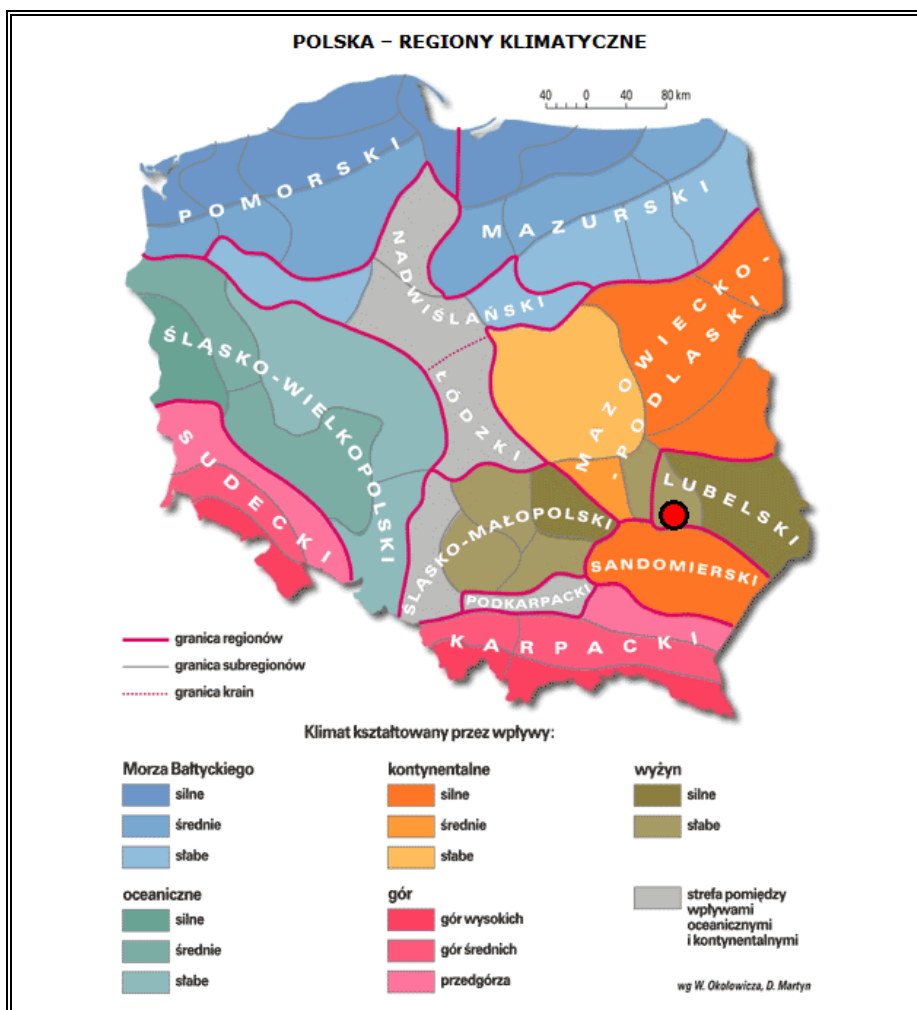 POLSKA – REGIONY KLIMATYCZNE
40 0 40 80 km
POMORSKI
MAZURSKI
NADWIŚLAŃSKI
MAZOWIECKO-
-PODLASKI
ŚLĄSKO-WIELKOPOLSKI
ŁÓDZKI
SUDECKI
LUBELSKI
ŚLĄSKO-MAŁOPOLSKI
SANDOMIERSKI
PODKARPACKI
KARPACKI
granica regionów
granica subregionów
granica krain
Klimat kształtowany przez wpływy:
Morza Bałtyckiego
silne
średnie
słabe
kontynentalne
silne
średnie
słabe
wyżyn
silne
słabe
oceaniczne
silne
średnie
słabe
gór
gór wysokich
gór średnich
przedgórza
strefa pomiędzy
wpływami
oceanicznymi
i kontynentalnymi
wg W. Okołowicza, D. Martyn